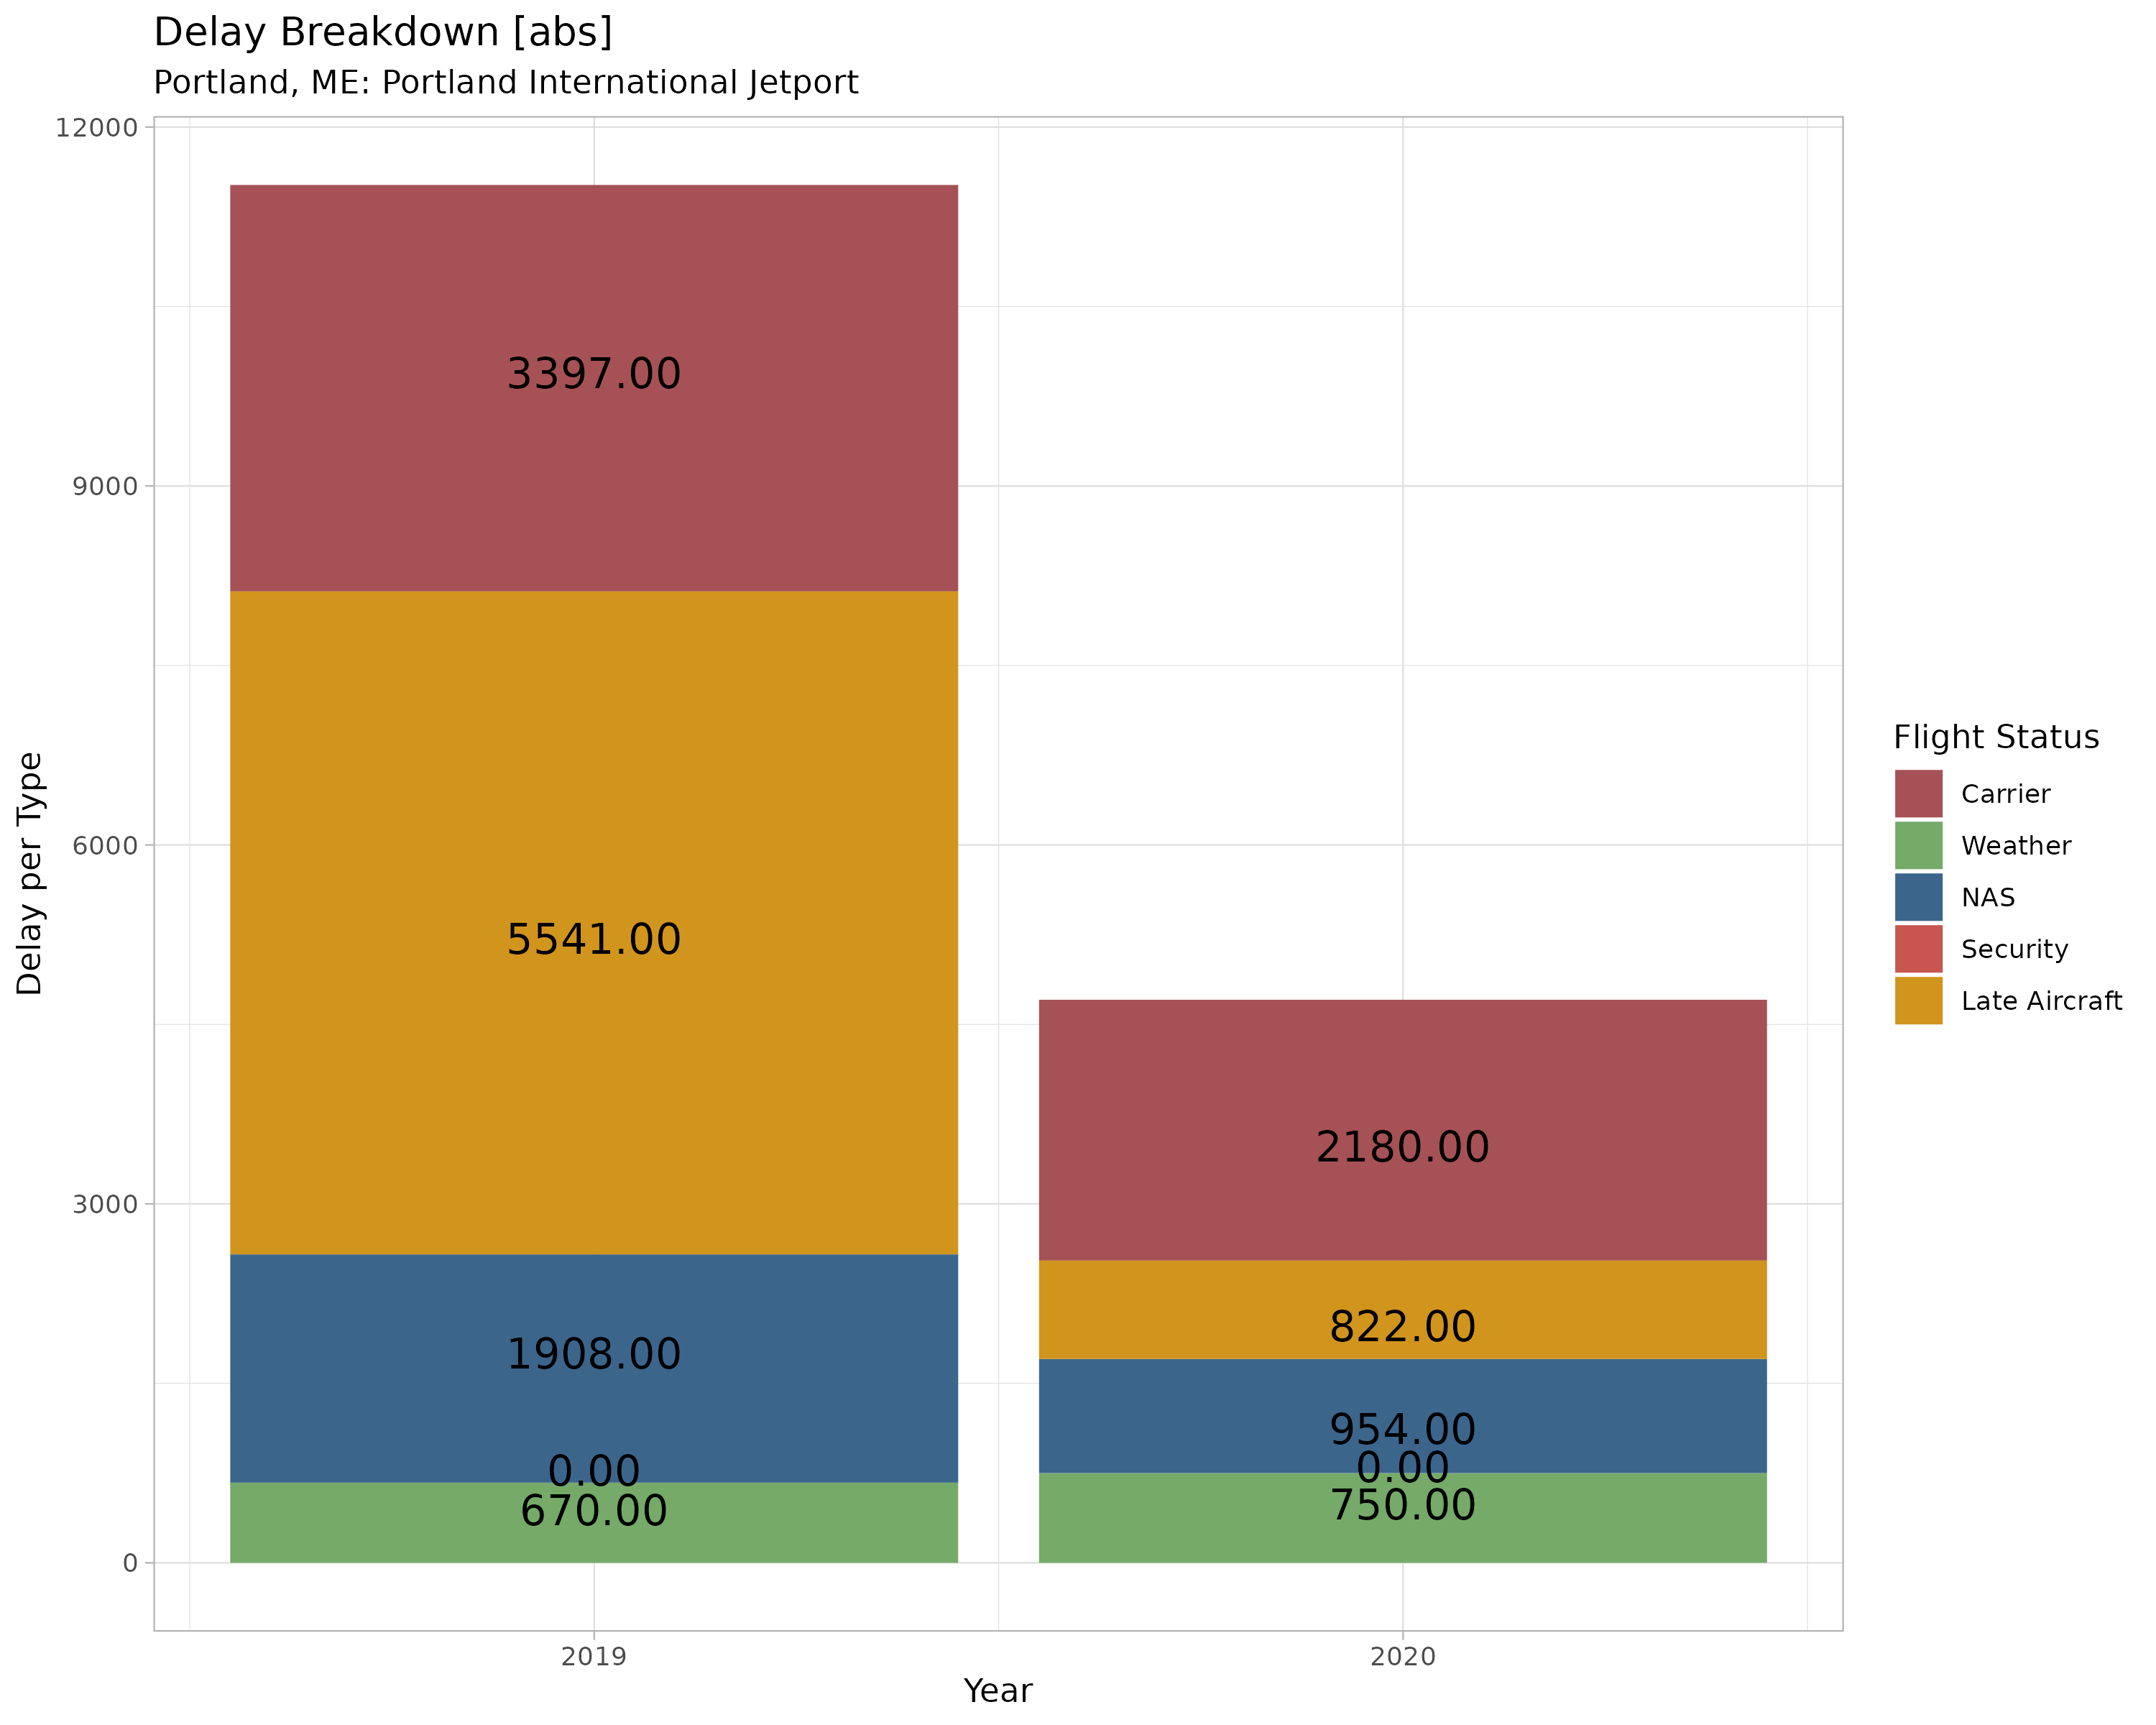 Delay Breakdown [abs]
Portland, ME: Portland International Jetport
12000
9000
6000
3000
0
Delay per Type
3397.00
5541.00
1908.00
0.00
670.00
2180.00
822.00
954.00
0.00
750.00
2019
2020
Year
Flight Status
Carrier
Weather
NAS
Security
Late Aircraft